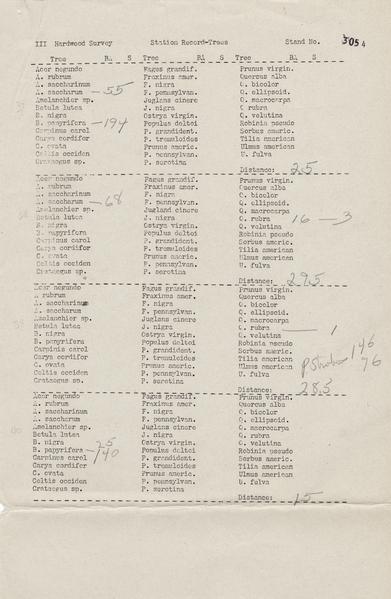 III Hardwood Survey Station Record-Trees Stand No. 3054
Tree BA S Tree BA S Tree BA S
Acer negundo Fagus grandif. Prunus virgin.
A. rubrum Fraxinus amer. Quercus alba
A. saccharinum F. nigra Q. bicolor
A. saccharum — 55 F. pennsylvan. Q. ellipsoid.
Amelanchier sp. Juglans cinere Q. macrocarpa
Betula lutea J. nigra Q. rubra
B. nigra Ostrya virgin. Q. velutina
B. papyrifera — 194 Populus deltoi Robinia pseudo
Carpinus carol P. grandident. Sorbus americ.
Carya cordifor P. tremuloides Tilia american
C. ovata Prunus americ. Ulmus american
Celtis occiden P. pennsylvan. U. fulva
Crataegus sp. P. serotina
Distance: 25
Acer negundo Fagus grandif. Prunus virgin.
A. rubrum Fraxinus amer. Quercus alba
A. saccharinum F. nigra Q. bicolor
A. saccharum — 68 F. pennsylvan. Q. ellipsoid.
Amelanchier sp. Jugland cinere Q. macrocarpa
Betula lutea J. nigra Q. rubra 16 — 3
B. nigra Ostrya virgin. Q. velutina
B. papyrifera Populus deltoi Robinia pseudo
Carpinus carol P. grandident. Sorbus americ.
Carya cordifor P. tremuloides Tilia american
C. ovata Prunus americ. Ulmus american
Celtis occiden P. pennsylvan. U. fulva
Crataegus sp. P. serotina
Distance: 29.5
Acer negundo Fagus grandif. Prunus virgin.
A. rubrum Fraxinus amer. Quercus alba
A. saccharinum F. nigra Q. bicolor
A. saccharum F. pennsylvan. Q. ellipsoid.
Amelanchier sp. Juglans cinere Q. macrocarpa
Betula lutea J. nigra Q. rubra — 1
B. nigra Ostrya virgin. Q. velutina
B. papyrifera Populus deltoi Robinia pseudo
Carpinis carol P. grandident. Sorbus americ. 146
Carya cordifor P. tremuloides Tilia american P Strobus 76
C. ovata Prunus americ. Ulmus american
Celtis occiden P. pennsylvan. U. fulva
Crataegus sp. P. serotina
Distance: 28.5
Acer negundo Fagus grandif. Prunus virgin.
A. rubrum Fraxinus amer. Quercus alba
A. saccharinum F. nigra Q. bicolor
A. saccharum F. pennsylvan. Q. ellipsoid.
Amelanchier sp. Juglans cinere Q. macrocarpa
Betula lutea J. nigra Q. rubra
B. nigra 25 Ostrya virgin. Q. velutina
B. papyrifera — 140 Populus deltoi Robinia pseudo
Carpinus carol P. grandident. Sorbus americ.
Carya cordifor P. tremuloides Tilia american
C. ovata Prunus americ. Ulmus american
Celtis occiden P. pennsylvan. U. fulva
Crataegus sp. P. serotina
Distance: 15